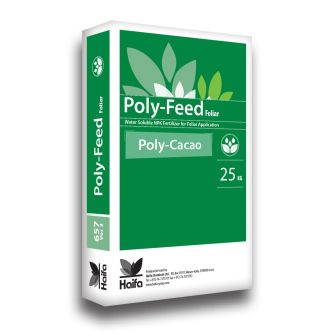 Poly-Feed Foliar
Water Soluble NPK Fertilizer for Foliar Application
Poly-Cacao
25 KG
Haifa
Poly-Feed Foliar
657
Haifa